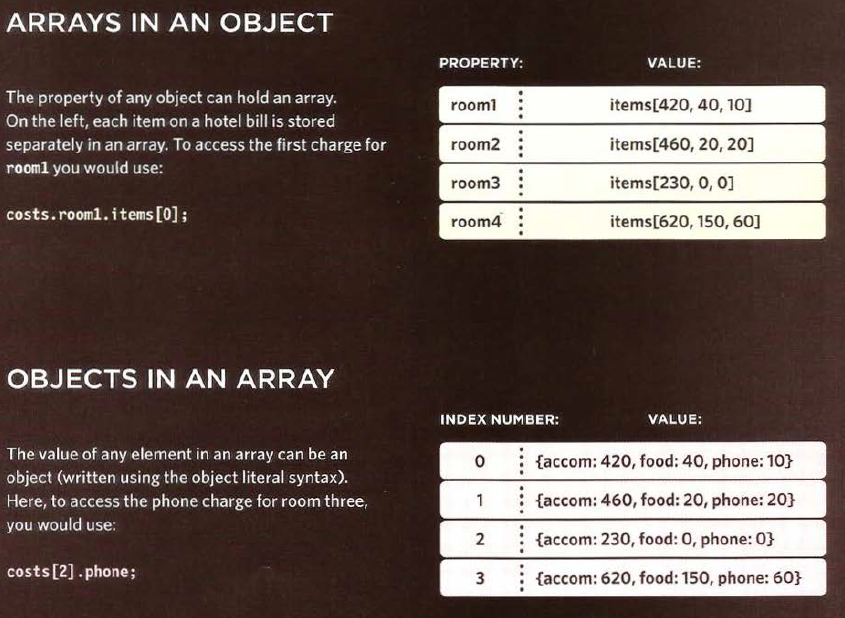 ARRAYS IN AN OBJECT
The property of any object can hold an array.
On the left, each item on a hotel bill is stored
separately in an array. To access the first charge for
room1 you would use:
costs.room1.items[0];
PROPERTY: VALUE:
room1 items[420, 40, 10]
room2 items[460, 20, 20]
room3 items[230, 0, 0]
room4 items[620, 150, 60]
OBJECTS IN AN ARRAY
The value of any element in an array can be an
object (written using the object literal syntax).
Here, to access the phone charge for room three,
you would use:
costs[2].phone;
INDEX NUMBER: VALUE:
0 {accom: 420, food: 40, phone: 10}
1 {accom: 460, food: 20, phone: 20}
2 {accom: 230, food: 0, phone: 0}
3 {accom: 620, food: 150, phone: 60}